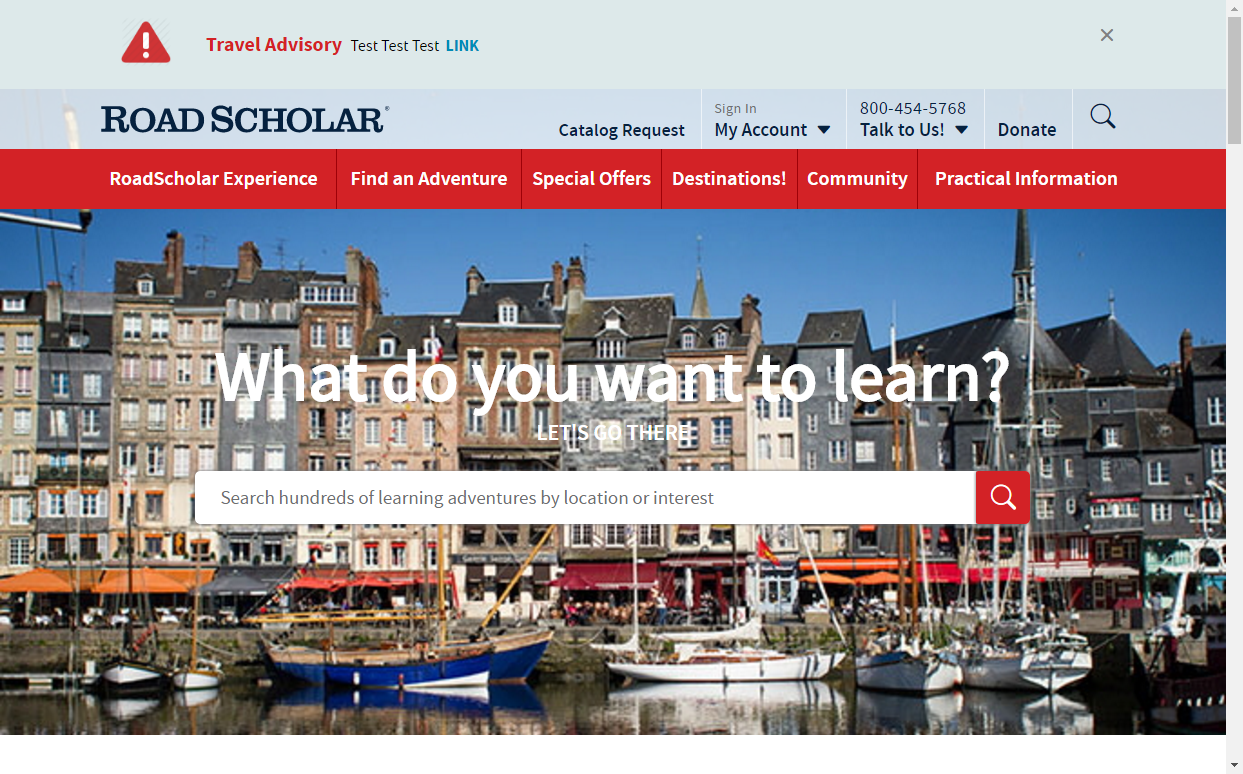 Travel Advisory Test Test Test LINK
ROAD SCHOLAR®
Catalog Request
Sign In
My Account
800-454-5768
Talk to Us!
Donate
RoadScholar Experience
Find an Adventure
Special Offers
Destinations!
Community
Practical Information
What do you want to learn?
LET'S GO THERE
Search hundreds of learning adventures by location or interest